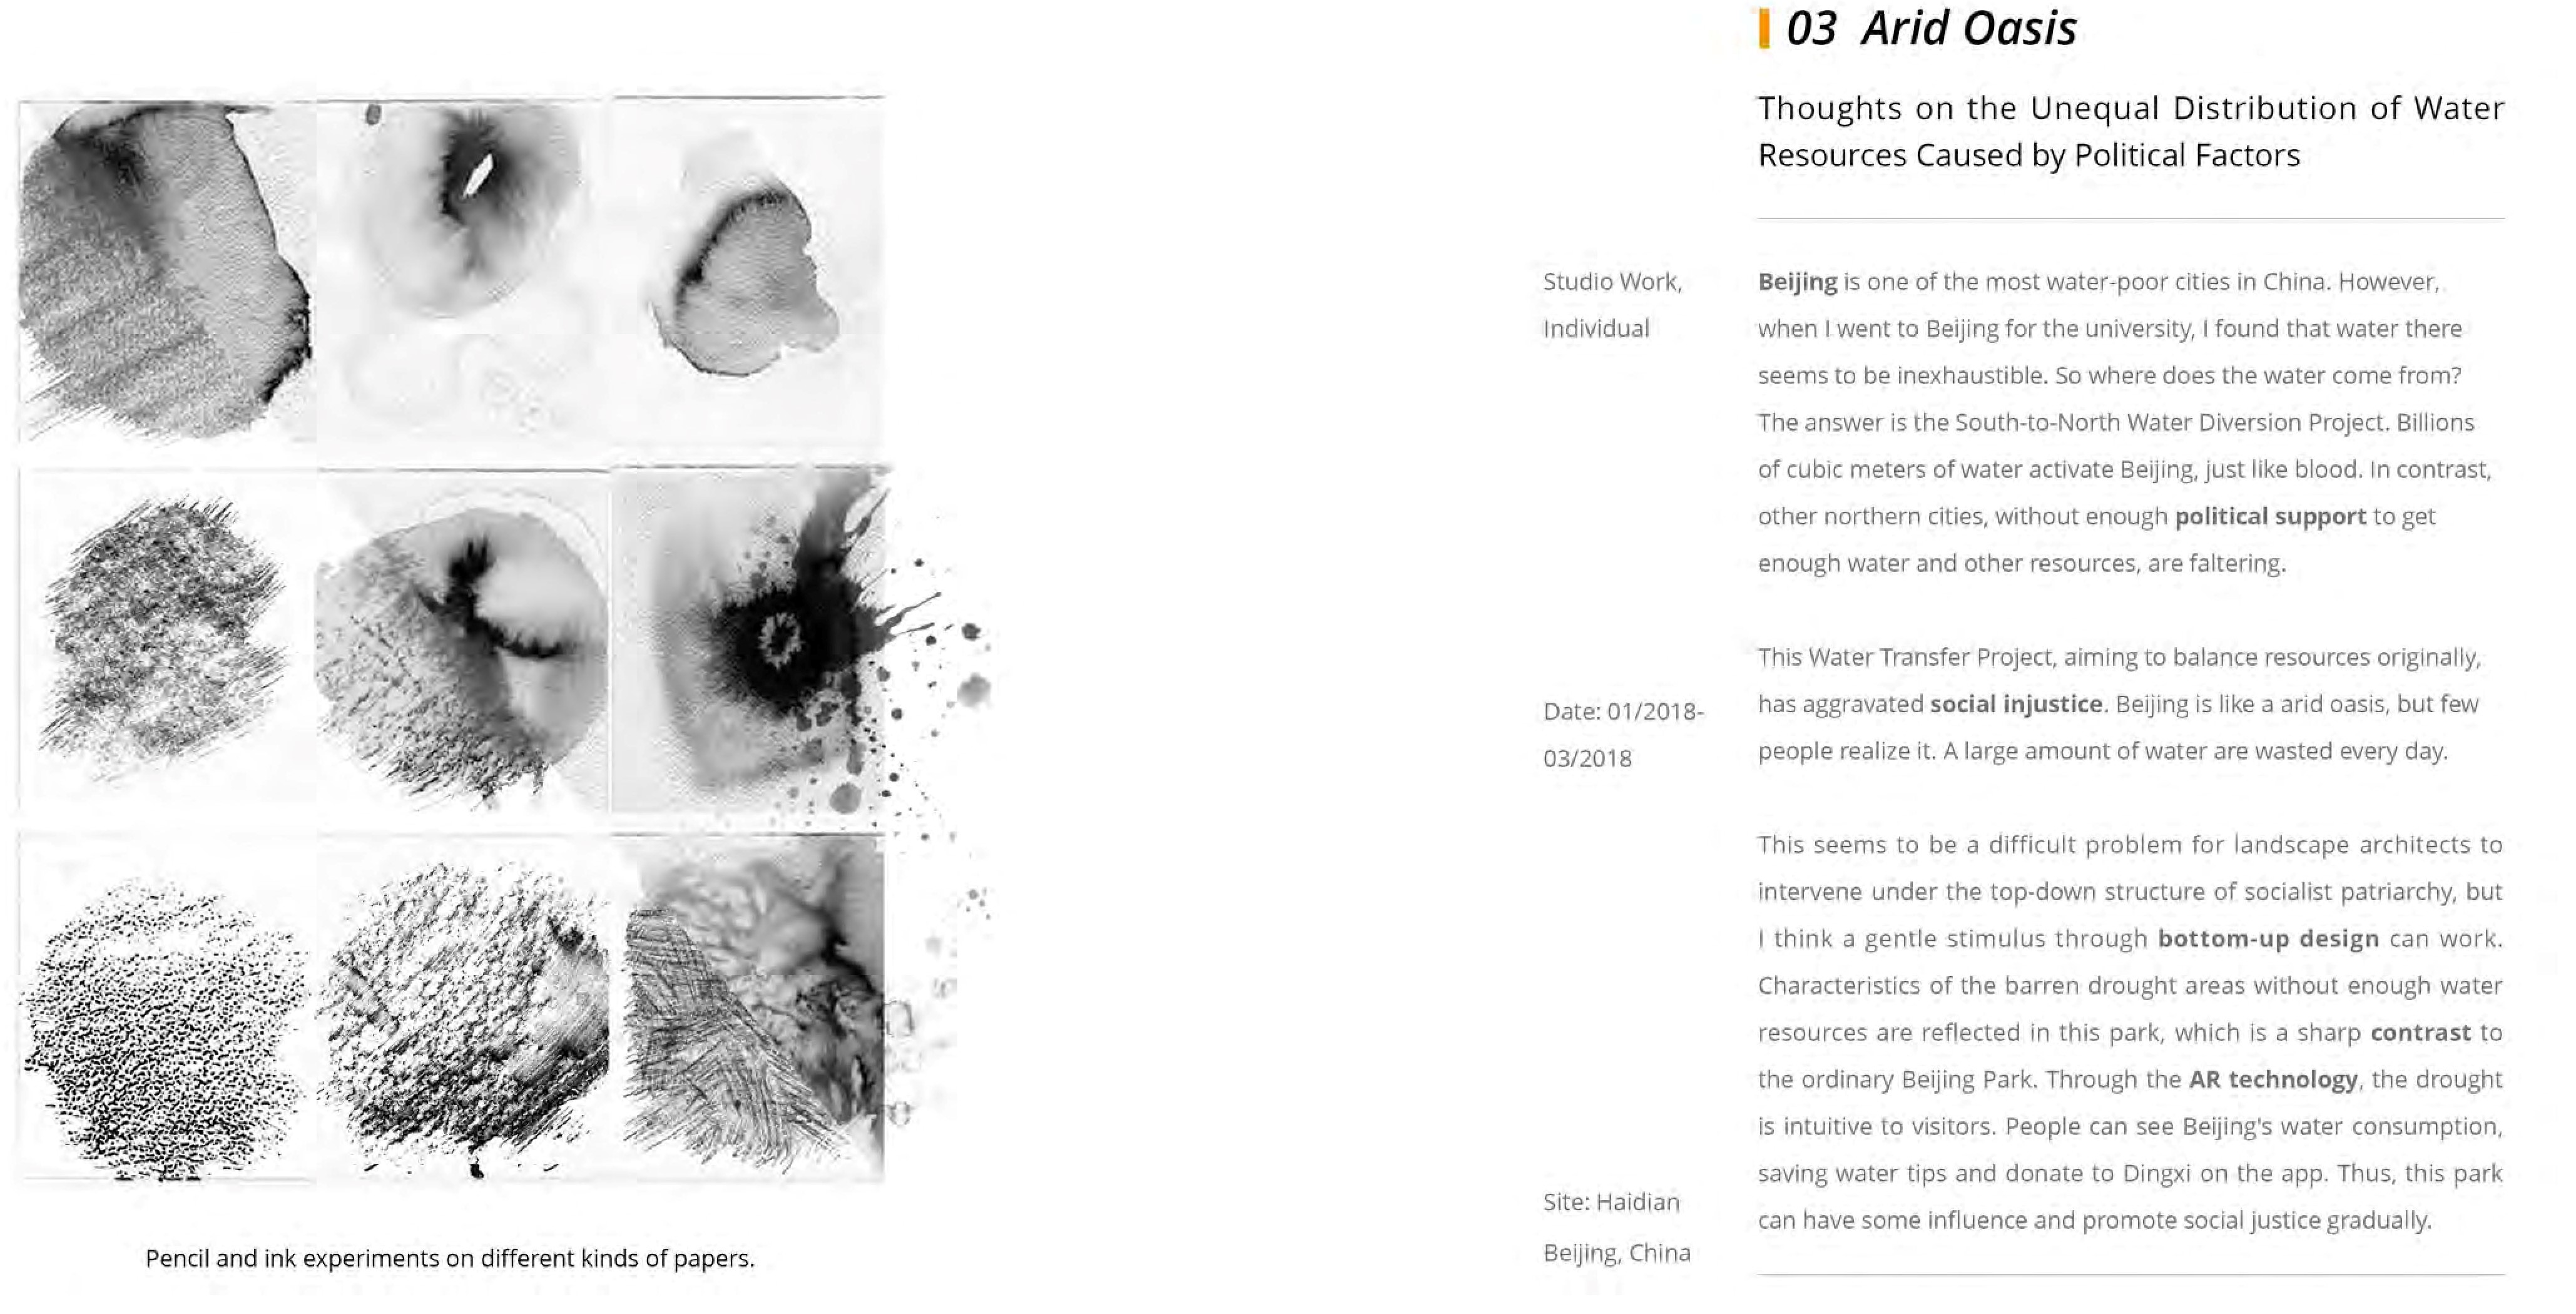 03 Arid Oasis
Thoughts on the Unequal Distribution of Water
Resources Caused by Political Factors
Studio Work,
Individual
Beijing is one of the most water-poor cities in China. However,
when I went to Beijing for the university, I found that water there
seems to be inexhaustible. So where does the water come from?
The answer is the South-to-North Water Diversion Project. Billions
of cubic meters of water activate Beijing, just like blood. In contrast,
other northern cities, without enough political support to get
enough water and other resources, are faltering.
Date: 01/2018-
03/2018
This Water Transfer Project, aiming to balance resources originally,
has aggravated social injustice. Beijing is like a arid oasis, but few
people realize it. A large amount of water are wasted every day.
This seems to be a difficult problem for landscape architects to
intervene under the top-down structure of socialist patriarchy, but
I think a gentle stimulus through bottom-up design can work.
Characteristics of the barren drought areas without enough water
resources are reflected in this park, which is a sharp contrast to
the ordinary Beijing Park. Through the AR technology, the drought
is intuitive to visitors. People can see Beijing's water consumption,
saving water tips and donate to Dingxi on the app. Thus, this park
can have some influence and promote social justice gradually.
Site: Haidian
Beijing, China
Pencil and ink experiments on different kinds of papers.